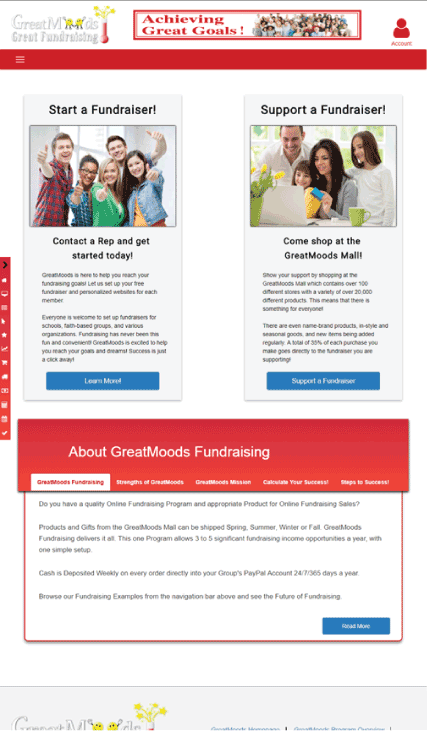 GreatMoods
Great Fundraising
Achieving
Great Goals!
Account
Start a Fundraiser!
Contact a Rep and get
started today!
GreatMoods is here to help you reach your
fundraising goals! Let us set up your free
fundraiser and personalized websites for each
member.
Everyone is welcome to set up fundraisers for
schools, faith-based groups, and various
organizations. Fundraising has never been this
fun and convenient! GreatMoods is excited to help
you reach your goals and dreams! Success is just
a click away!
Learn More!
Support a Fundraiser!
Come shop at the
GreatMoods Mall!
Show your support by shopping at the
GreatMoods Mall which contains over 100
different stores with a variety of over 20,000
different products. This means that there is
something for everyone!
There are even name-brand products, in-style and
seasonal goods, and new items being added
regularly. A total of 35% of each purchase you
make goes directly to the fundraiser you are
supporting!
Support a Fundraiser
About GreatMoods Fundraising
GreatMoods Fundraising Strengths of GreatMoods GreatMoods Mission Calculate Your Success! Steps to Success!
Do you have a quality Online Fundraising Program and appropriate Product for Online Fundraising Sales?
Products and Gifts from the GreatMoods Mall can be shipped Spring, Summer, Winter or Fall. GreatMoods
Fundraising delivers it all. This one Program allows 3 to 5 significant fundraising income opportunities a year, with
one simple setup.
Cash is Deposited Weekly on every order directly into your Group's PayPal Account 24/7/365 days a year.
Browse our Fundraising Examples from the navigation bar above and see the Future of Fundraising.
Read More
GreatMoods
GreatMoods Homepage | GreatMoods Program Overview |